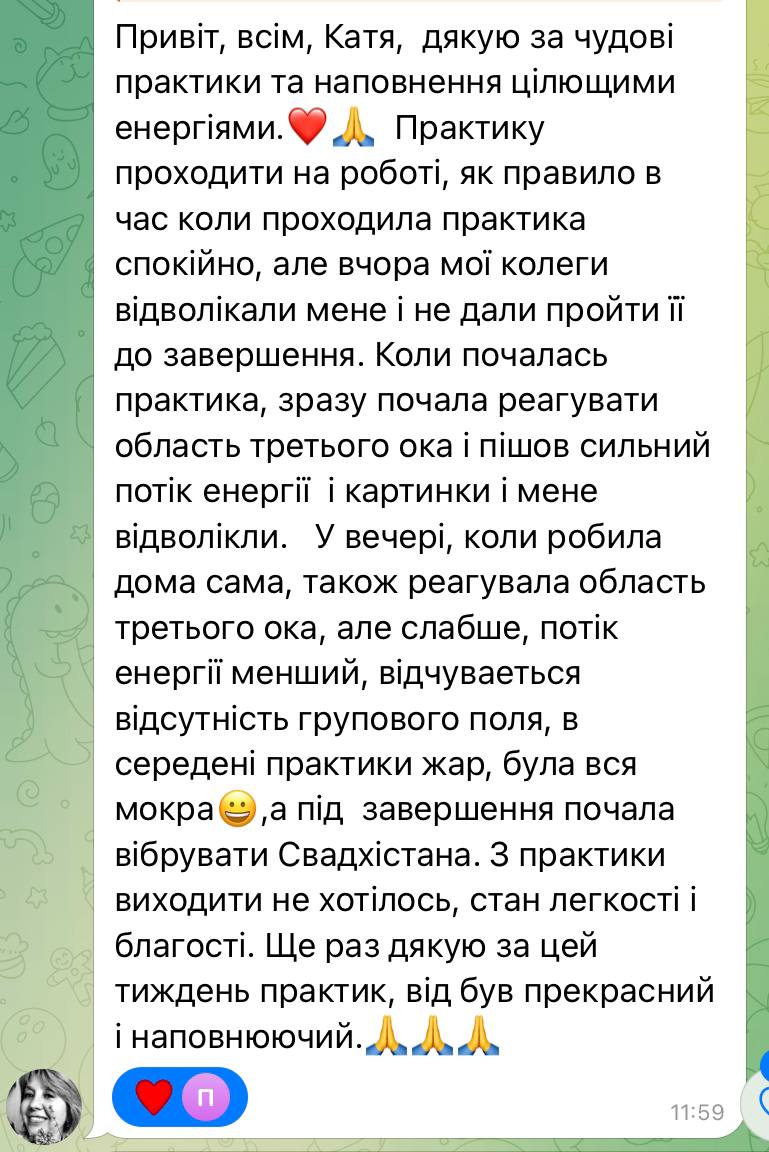 Привіт, всім, Катя,  дякую за чудові
практики та наповнення цілющими
енергіями.❤️🙏  Практику
проходити на роботі, як правило в
час коли проходила практика
спокійно, але вчора мої колеги
відволікали мене і не дали пройти її
до завершення. Коли почалась
практика, зразу почала реагувати
область третього ока і пішов сильний
потік енергії  і картинки і мене
відволікли.   У вечері, коли робила
дома сама, також реагувала область
третього ока, але слабше, потік
енергії менший, відчуваеться
відсутність групового поля, в
середені практики жар, була вся
мокра😀,а під  завершення почала
вібрувати Свадхістана. З практики
виходити не хотілось, стан легкості і
благості. Ще раз дякую за цей
тиждень практик, від був прекрасний
і наповнюючий.🙏🙏🙏
❤️ П
11:59